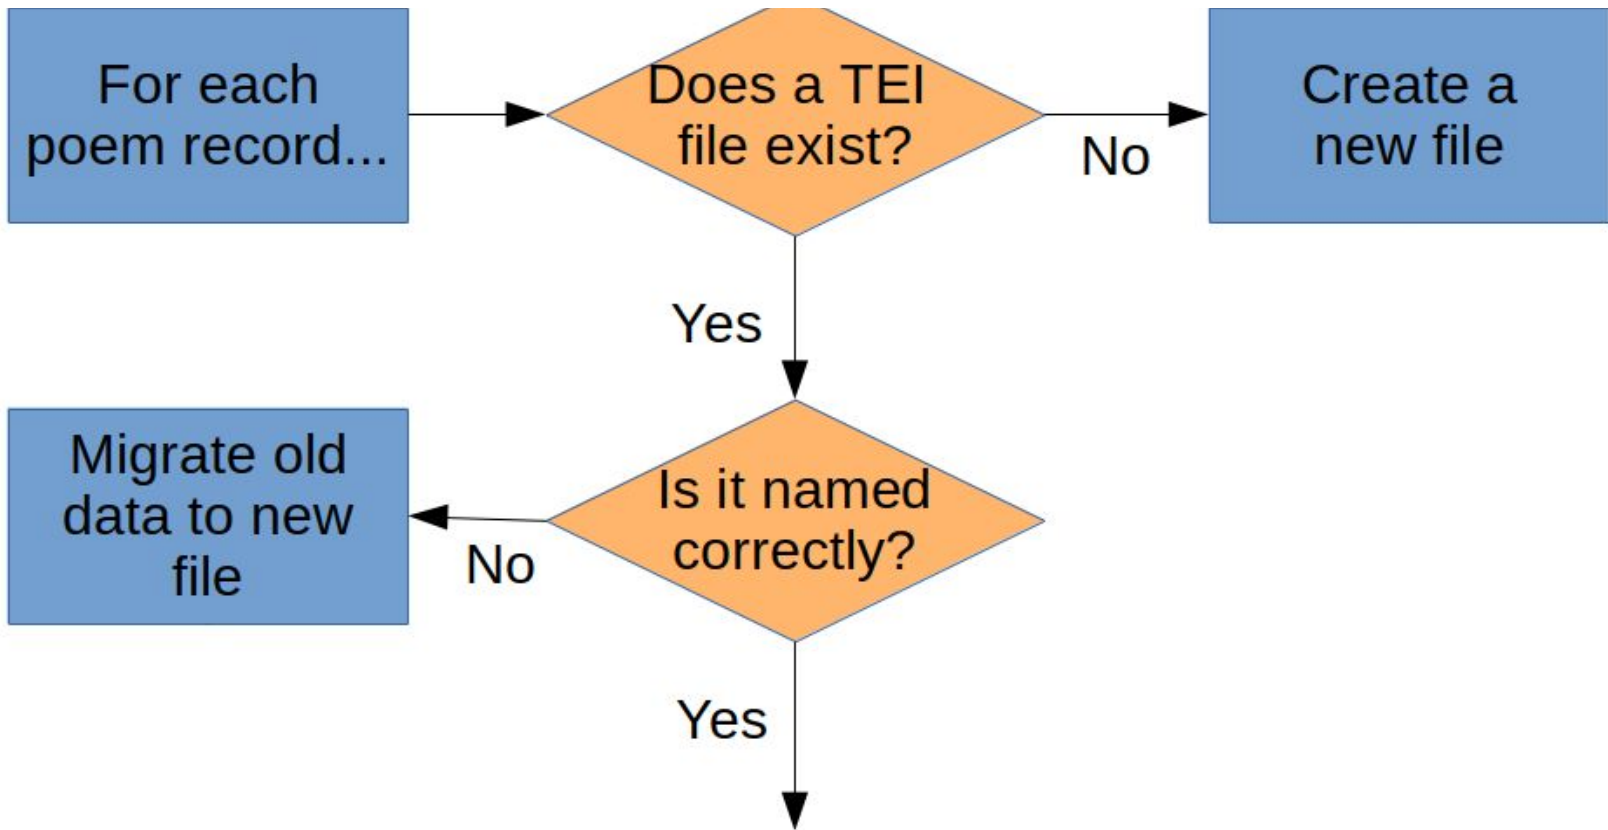 For each
poem record...
Does a TEI
file exist?
No
Create a
new file
Yes
Migrate old
data to new
file
No
Is it named
correctly?
Yes